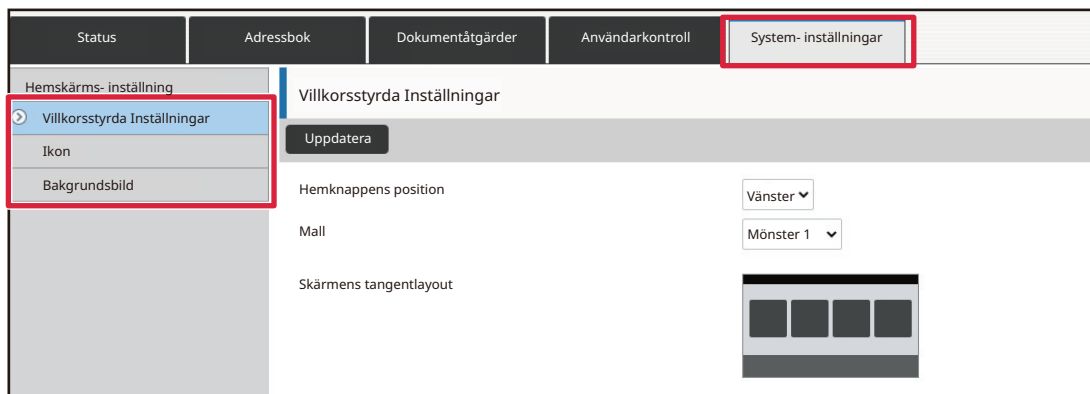 Status
Adressbok
Dokumentåtgärder
Användarkontroll
System- inställningar
Hemskärms- inställning
Villkorsstyrda Inställningar
Ikon
Bakgrundsbild
Villkorsstyrda Inställningar
Uppdatera
Hemknappens position
Vänster
Mall
Mönster 1
Skärmens tangentlayout